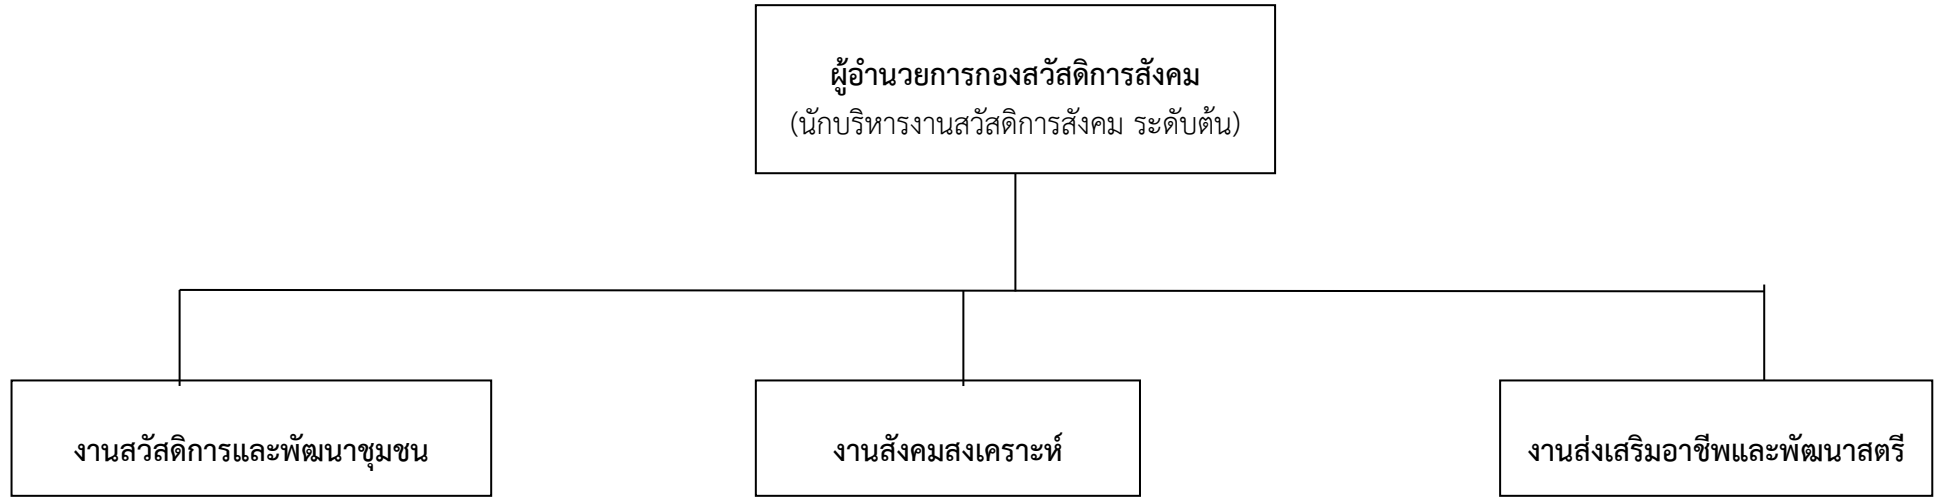 ผู้อำนวยการกองสวัสดิการสังคม
(นักบริหารงานสวัสดิการสังคม ระดับต้น)
งานสวัสดิการและพัฒนาชุมชน
งานสังคมสงเคราะห์
งานส่งเสริมอาชีพและพัฒนาสตรี